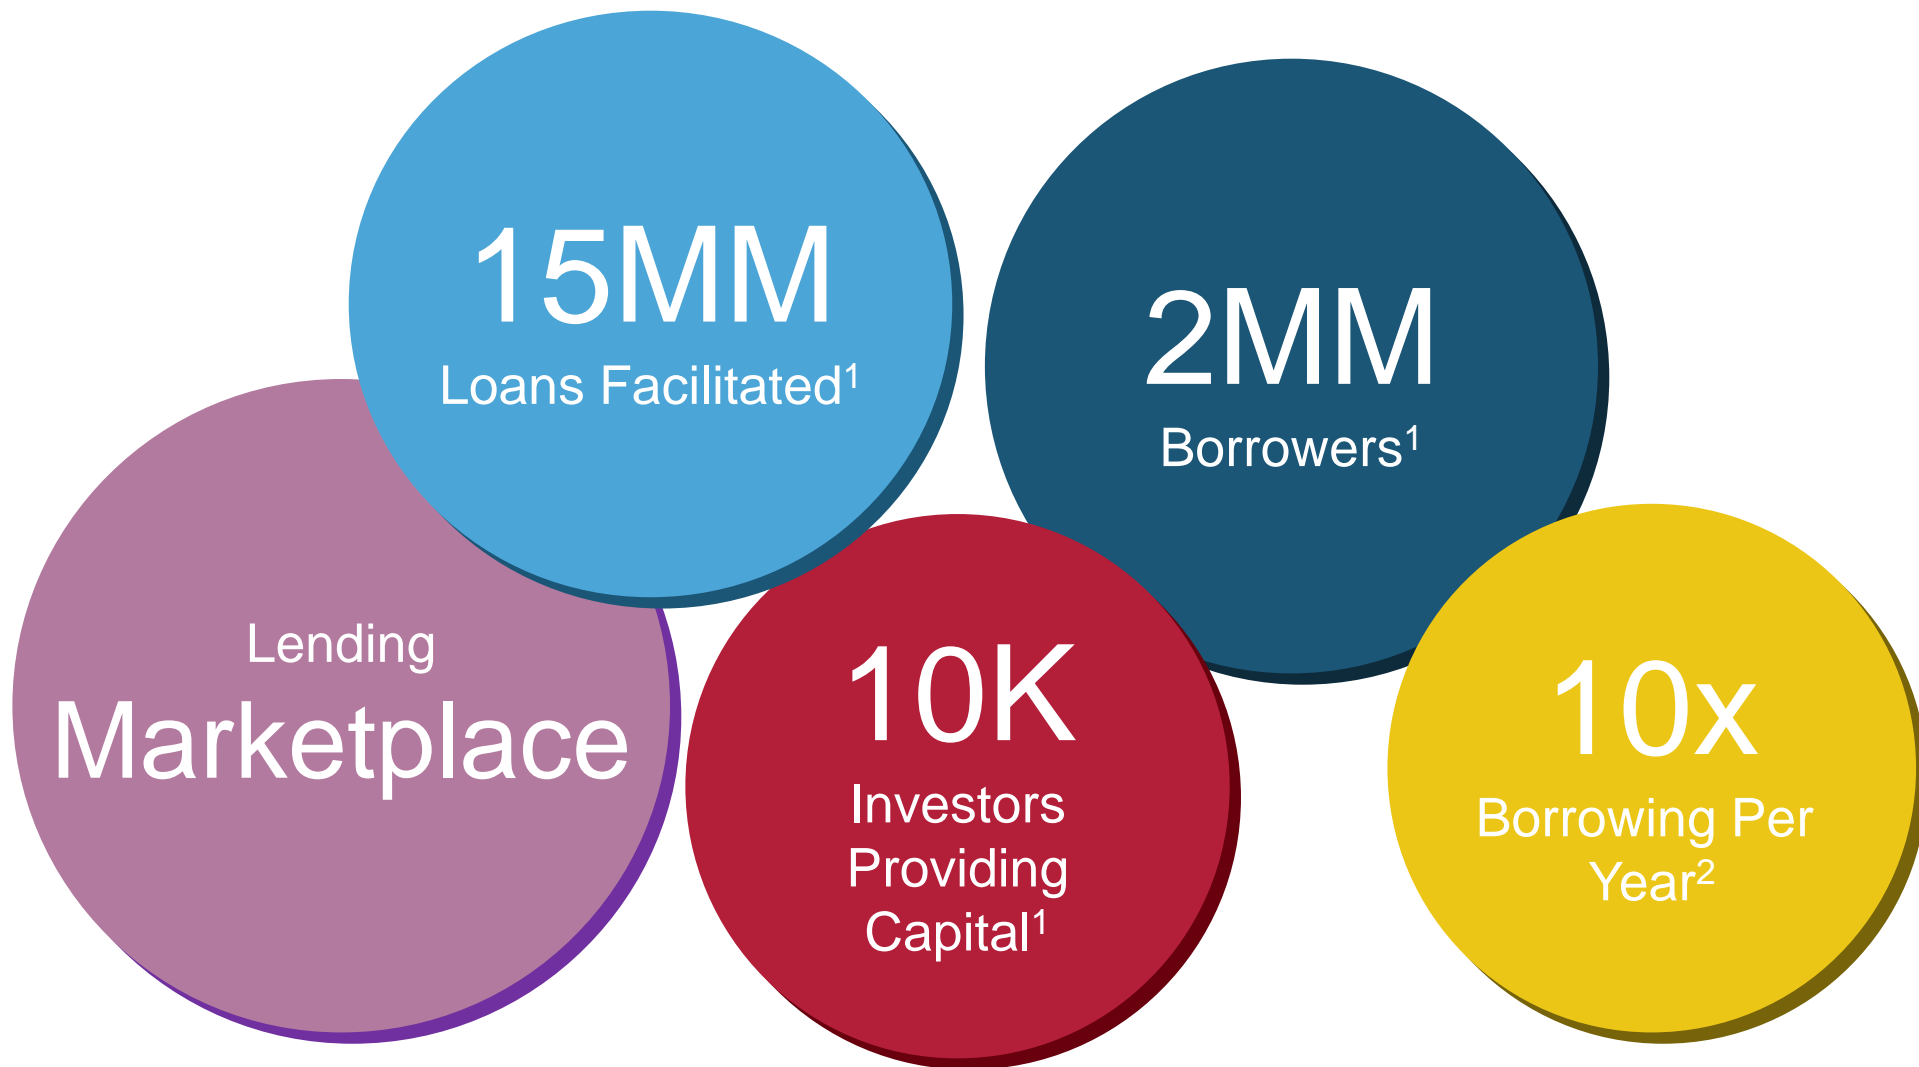 15MM
Loans Facilitated¹
2MM
Borrowers¹
Lending
Marketplace
10K
Investors
Providing
Capital¹
10x
Borrowing Per
Year²